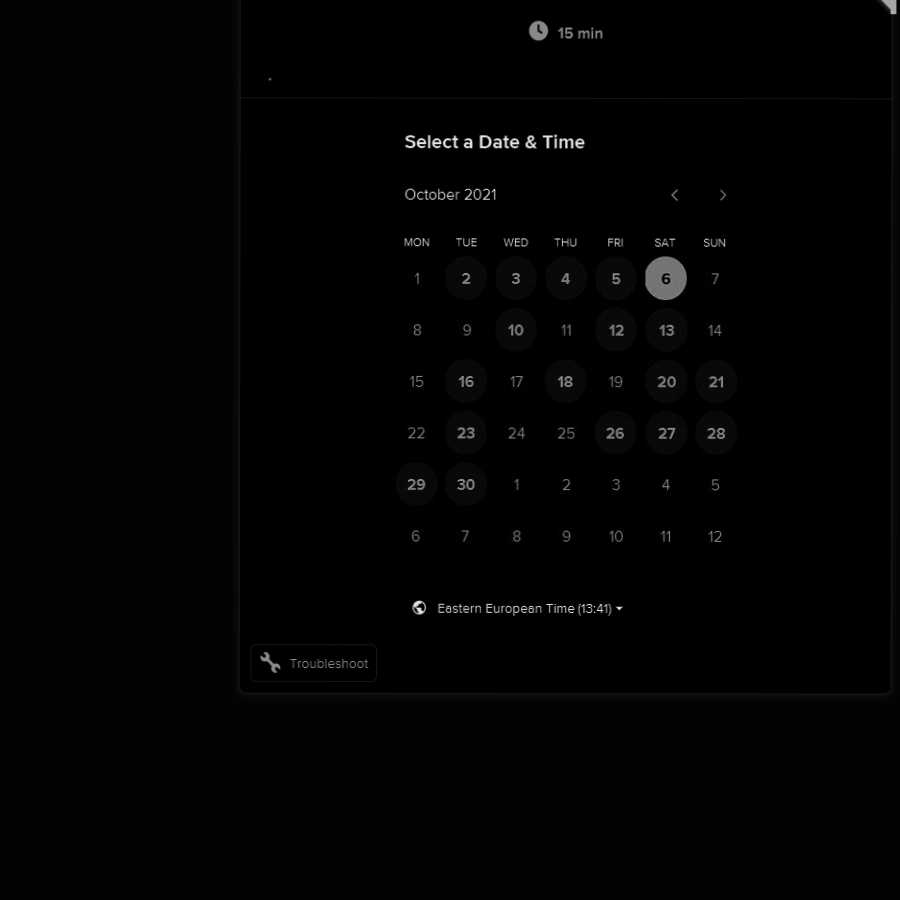 15 min
Select a Date & Time
October 2021
MON TUE WED THU FRI SAT SUN
1 2 3 4 5 6 7
8 9 10 11 12 13 14
15 16 17 18 19 20 21
22 23 24 25 26 27 28
29 30 1 2 3 4 5
6 7 8 9 10 11 12
Eastern European Time (13:41)
Troubleshoot